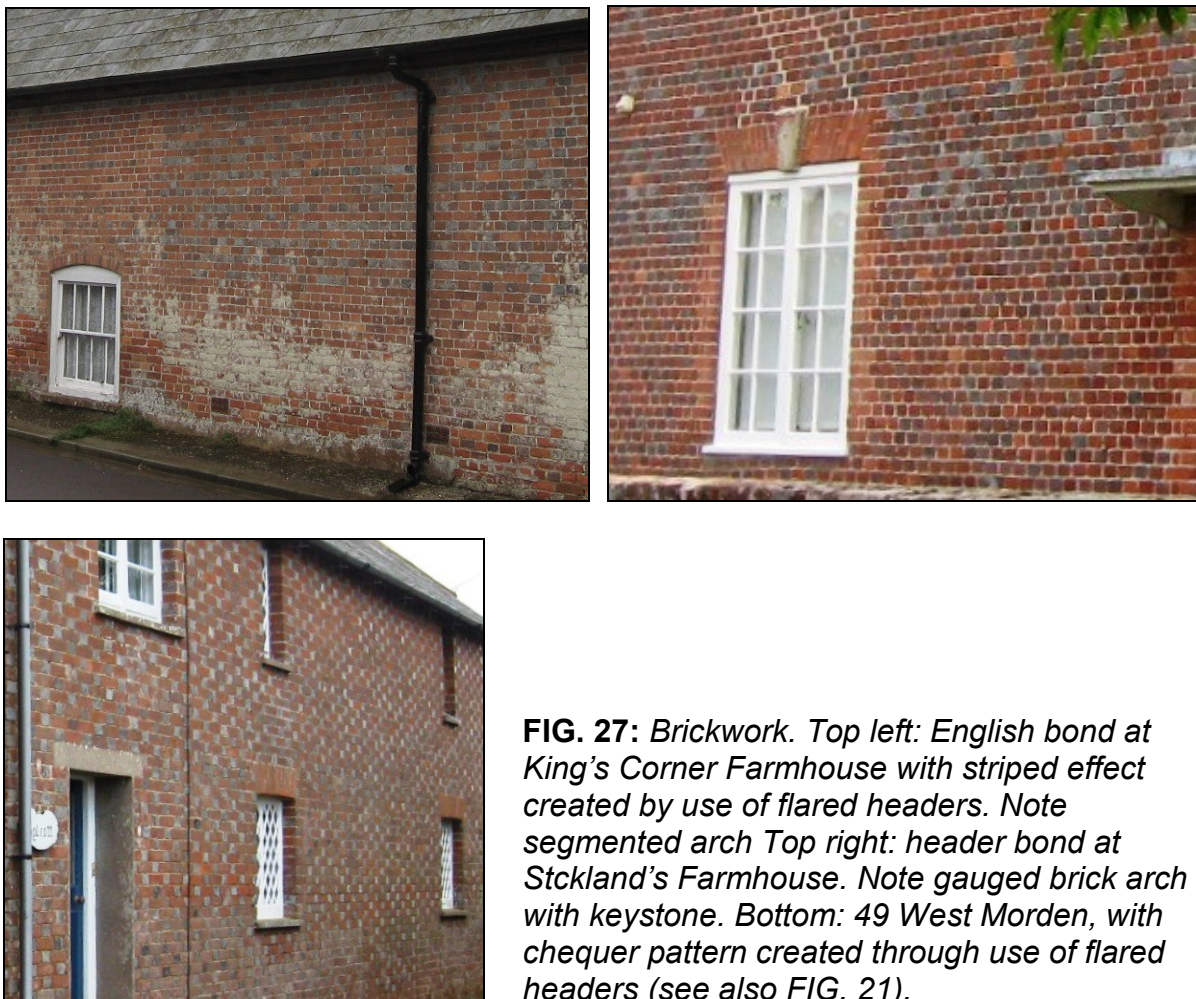 FIG. 27: Brickwork. Top left: English bond at
King's Corner Farmhouse with striped effect
created by use of flared headers. Note
segmented arch Top right: header bond at
Stckland's Farmhouse. Note gauged brick arch
with keystone. Bottom: 49 West Morden, with
chequer pattern created through use of flared
headers (see also FIG. 21).